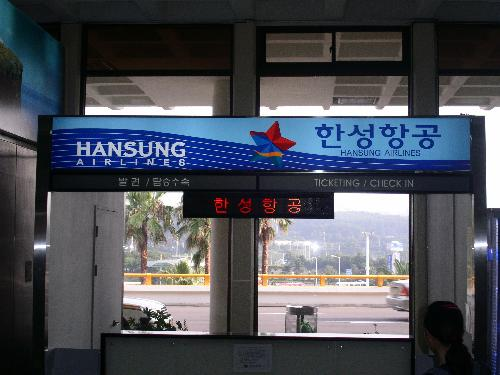 HANSUNG
AIRLINES
한성항공
HANSUNG AIRLINES
발권 / 탑승수속
TICKETING / CHECK IN
한성항공